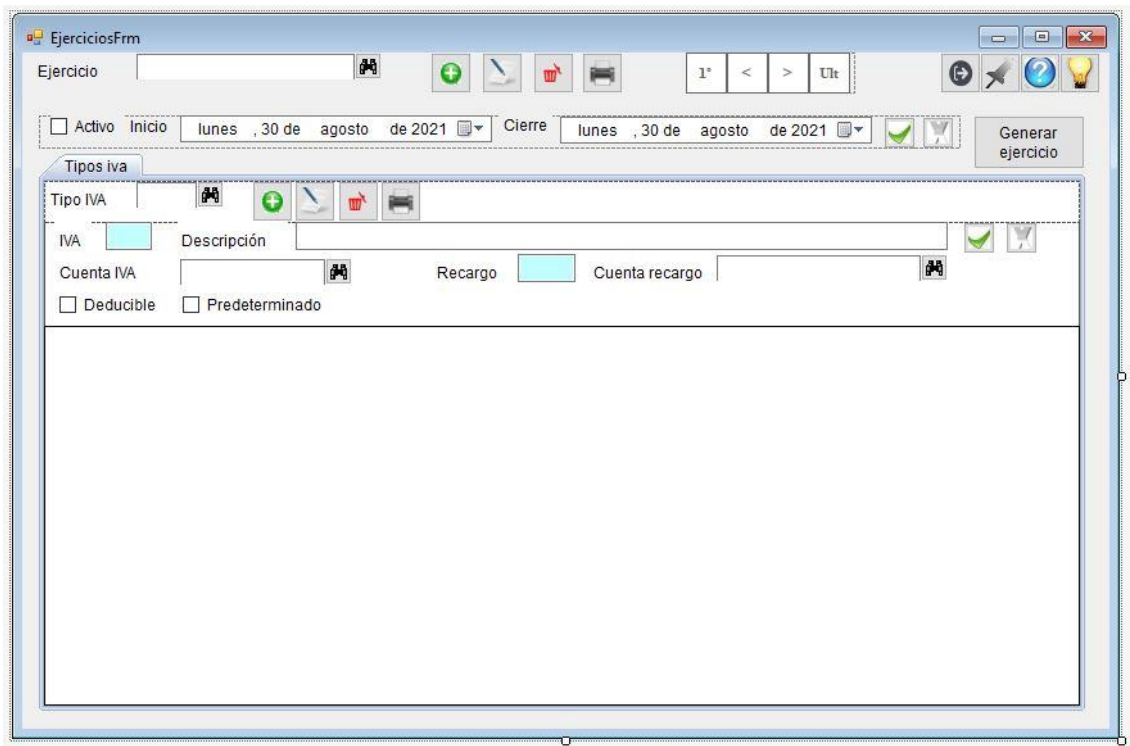 EjerciciosFrm
Ejercicio 1º < > Ult
Activo Inicio lunes , 30 de agosto de 2021 Cierre lunes , 30 de agosto de 2021
Generar
ejercicio
Tipos iva
Tipo IVA
IVA Descripción
Cuenta IVA Recargo Cuenta recargo
Deducible Predeterminado